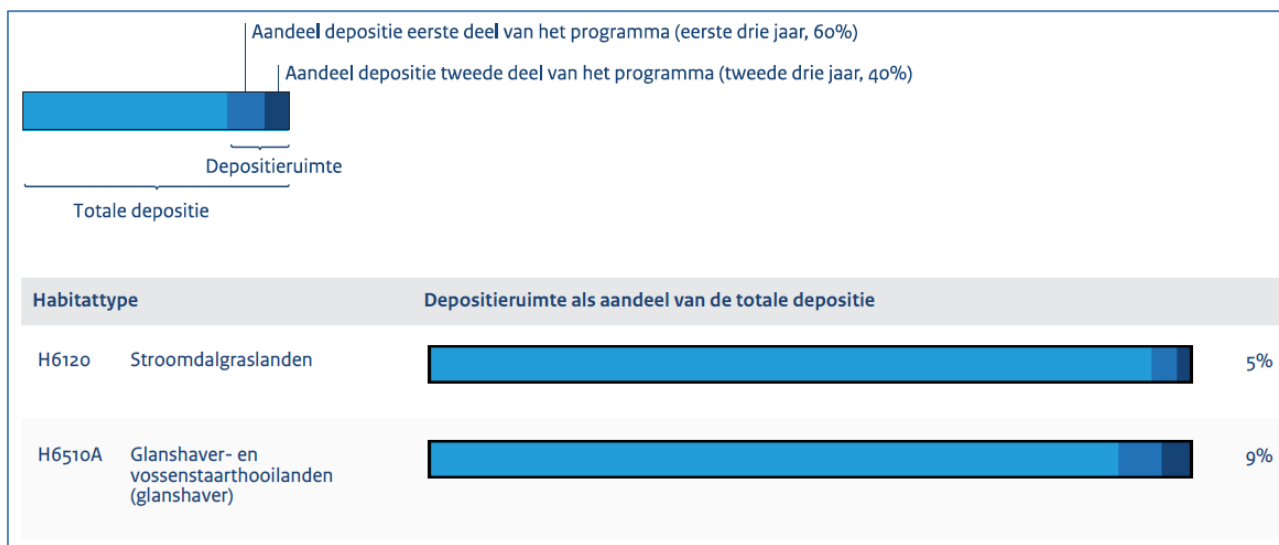 Aandeel depositie eerste deel van het programma (eerste drie jaar, 60%)
Aandeel depositie tweede deel van het programma (tweede drie jaar, 40%)
Depositieruimte
Totale depositie
Habitattype Depositieruimte als aandeel van de totale depositie
H6120 Stroomdalgraslanden 5%
H6510A Glanshaver- en 9%
vossenstaarthooilanden
(glanshaver)